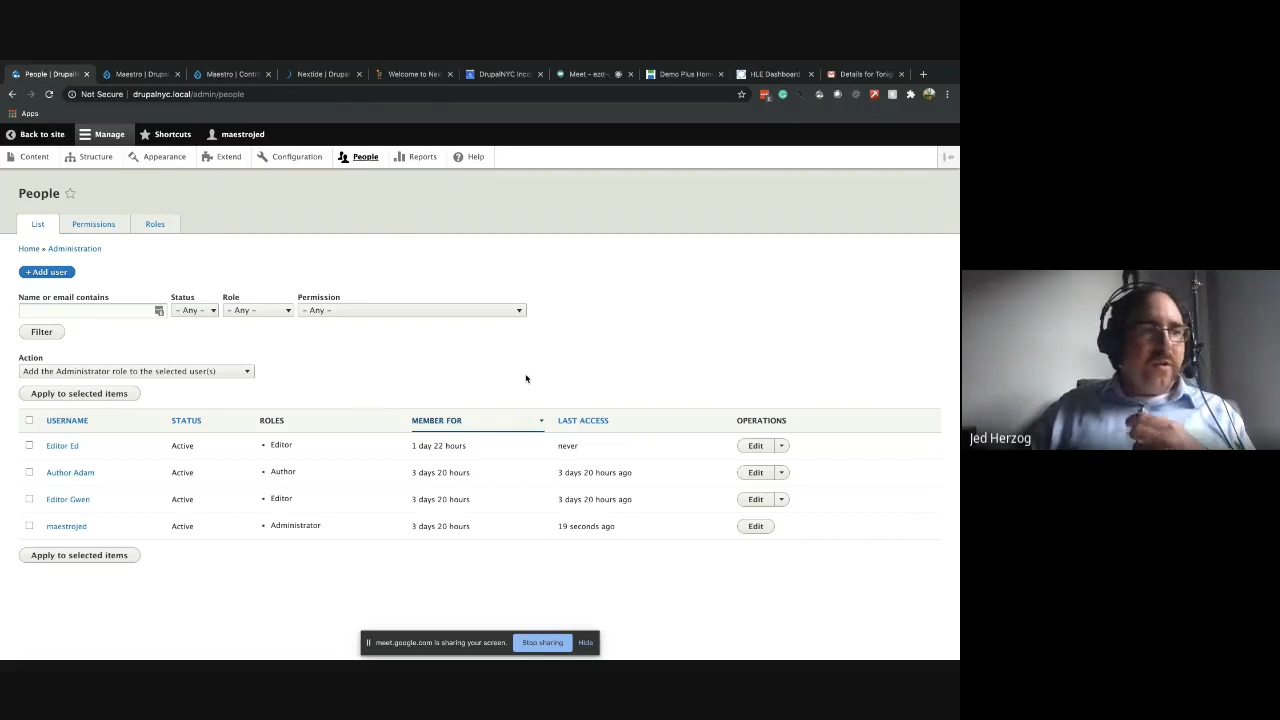 People | Drupaln
Maestro | Drupa
Maestro | Contr
Nextide | Drupal
Welcome to Nex
DrupalNYC Inco
Meet - ezd-
Demo Plus Hom
HLE Dashboard
Details for Tonig
Not Secure | drupalnyc.local/admin/people
Apps
Back to site Manage Shortcuts maestrojed
Content Structure Appearance Extend Configuration People Reports Help
People
List Permissions Roles
Home » Administration
+ Add user
Name or email contains Status Role Permission
- Any - - Any - - Any -
Filter
Action
Add the Administrator role to the selected user(s)
Apply to selected items
USERNAME STATUS ROLES MEMBER FOR LAST ACCESS OPERATIONS
Editor Ed Active • Editor 1 day 22 hours never Edit
Author Adam Active • Author 3 days 20 hours 3 days 20 hours ago Edit
Editor Gwen Active • Editor 3 days 20 hours 3 days 20 hours ago Edit
maestrojed Active • Administrator 3 days 20 hours 19 seconds ago Edit
Apply to selected items
meet.google.com is sharing your screen. Stop sharing Hide
Jed Herzog